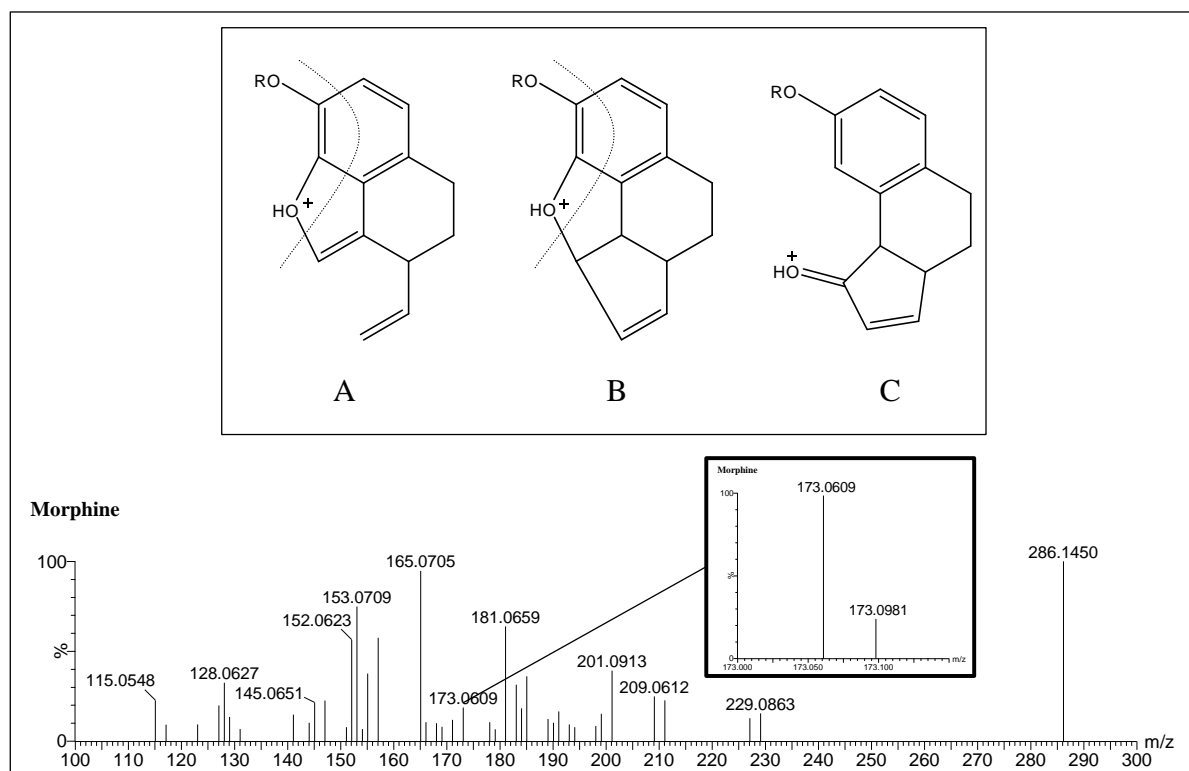 RO
RO
RO
HO
+
HO
+
HO
+
A
B
C
Morphine
Morphine
100
%
0
173.0609
173.0981
173.000
173.050
173.100
m/z
100
%
0
286.1450
165.0705
153.0709
152.0623
181.0659
201.0913
128.0627
115.0548
145.0651
173.0609
209.0612
229.0863
m/z
100 110 120 130 140 150 160 170 180 190 200 210 220 230 240 250 260 270 280 290 300